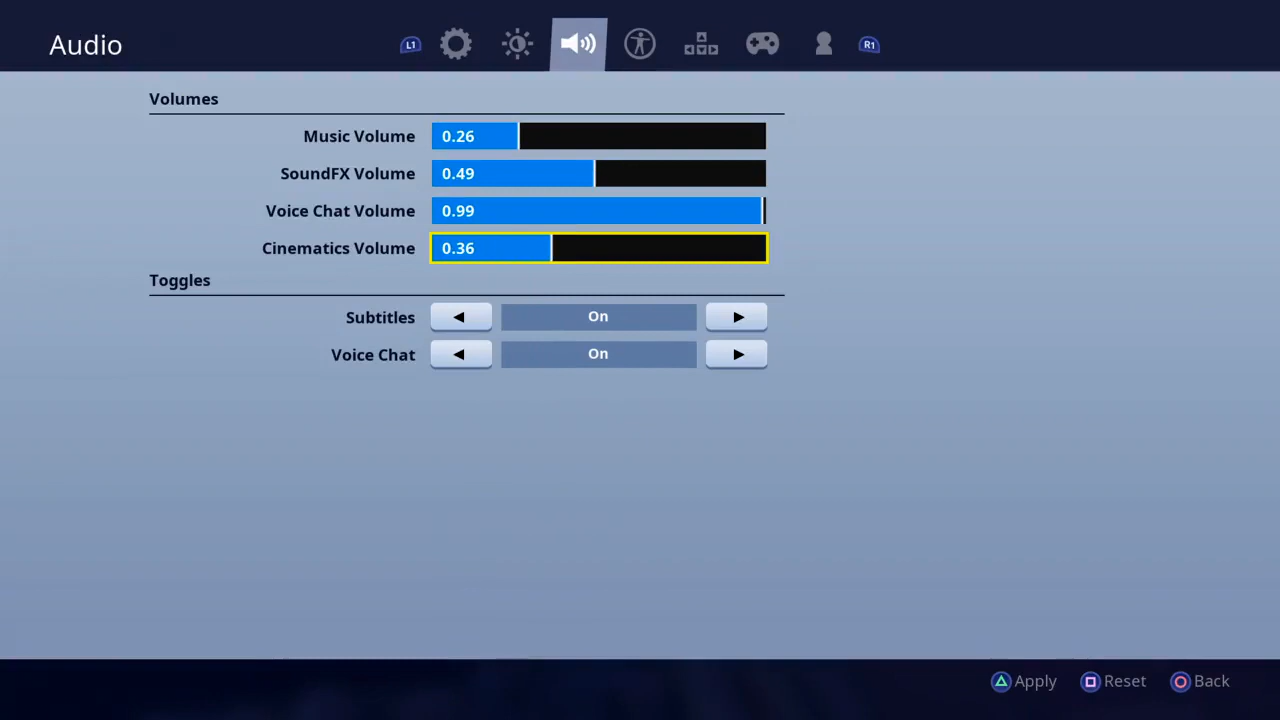 Audio
L1
R1
Volumes
Music Volume 0.26
SoundFX Volume 0.49
Voice Chat Volume 0.99
Cinematics Volume 0.36
Toggles
Subtitles On
Voice Chat On
Apply Reset Back